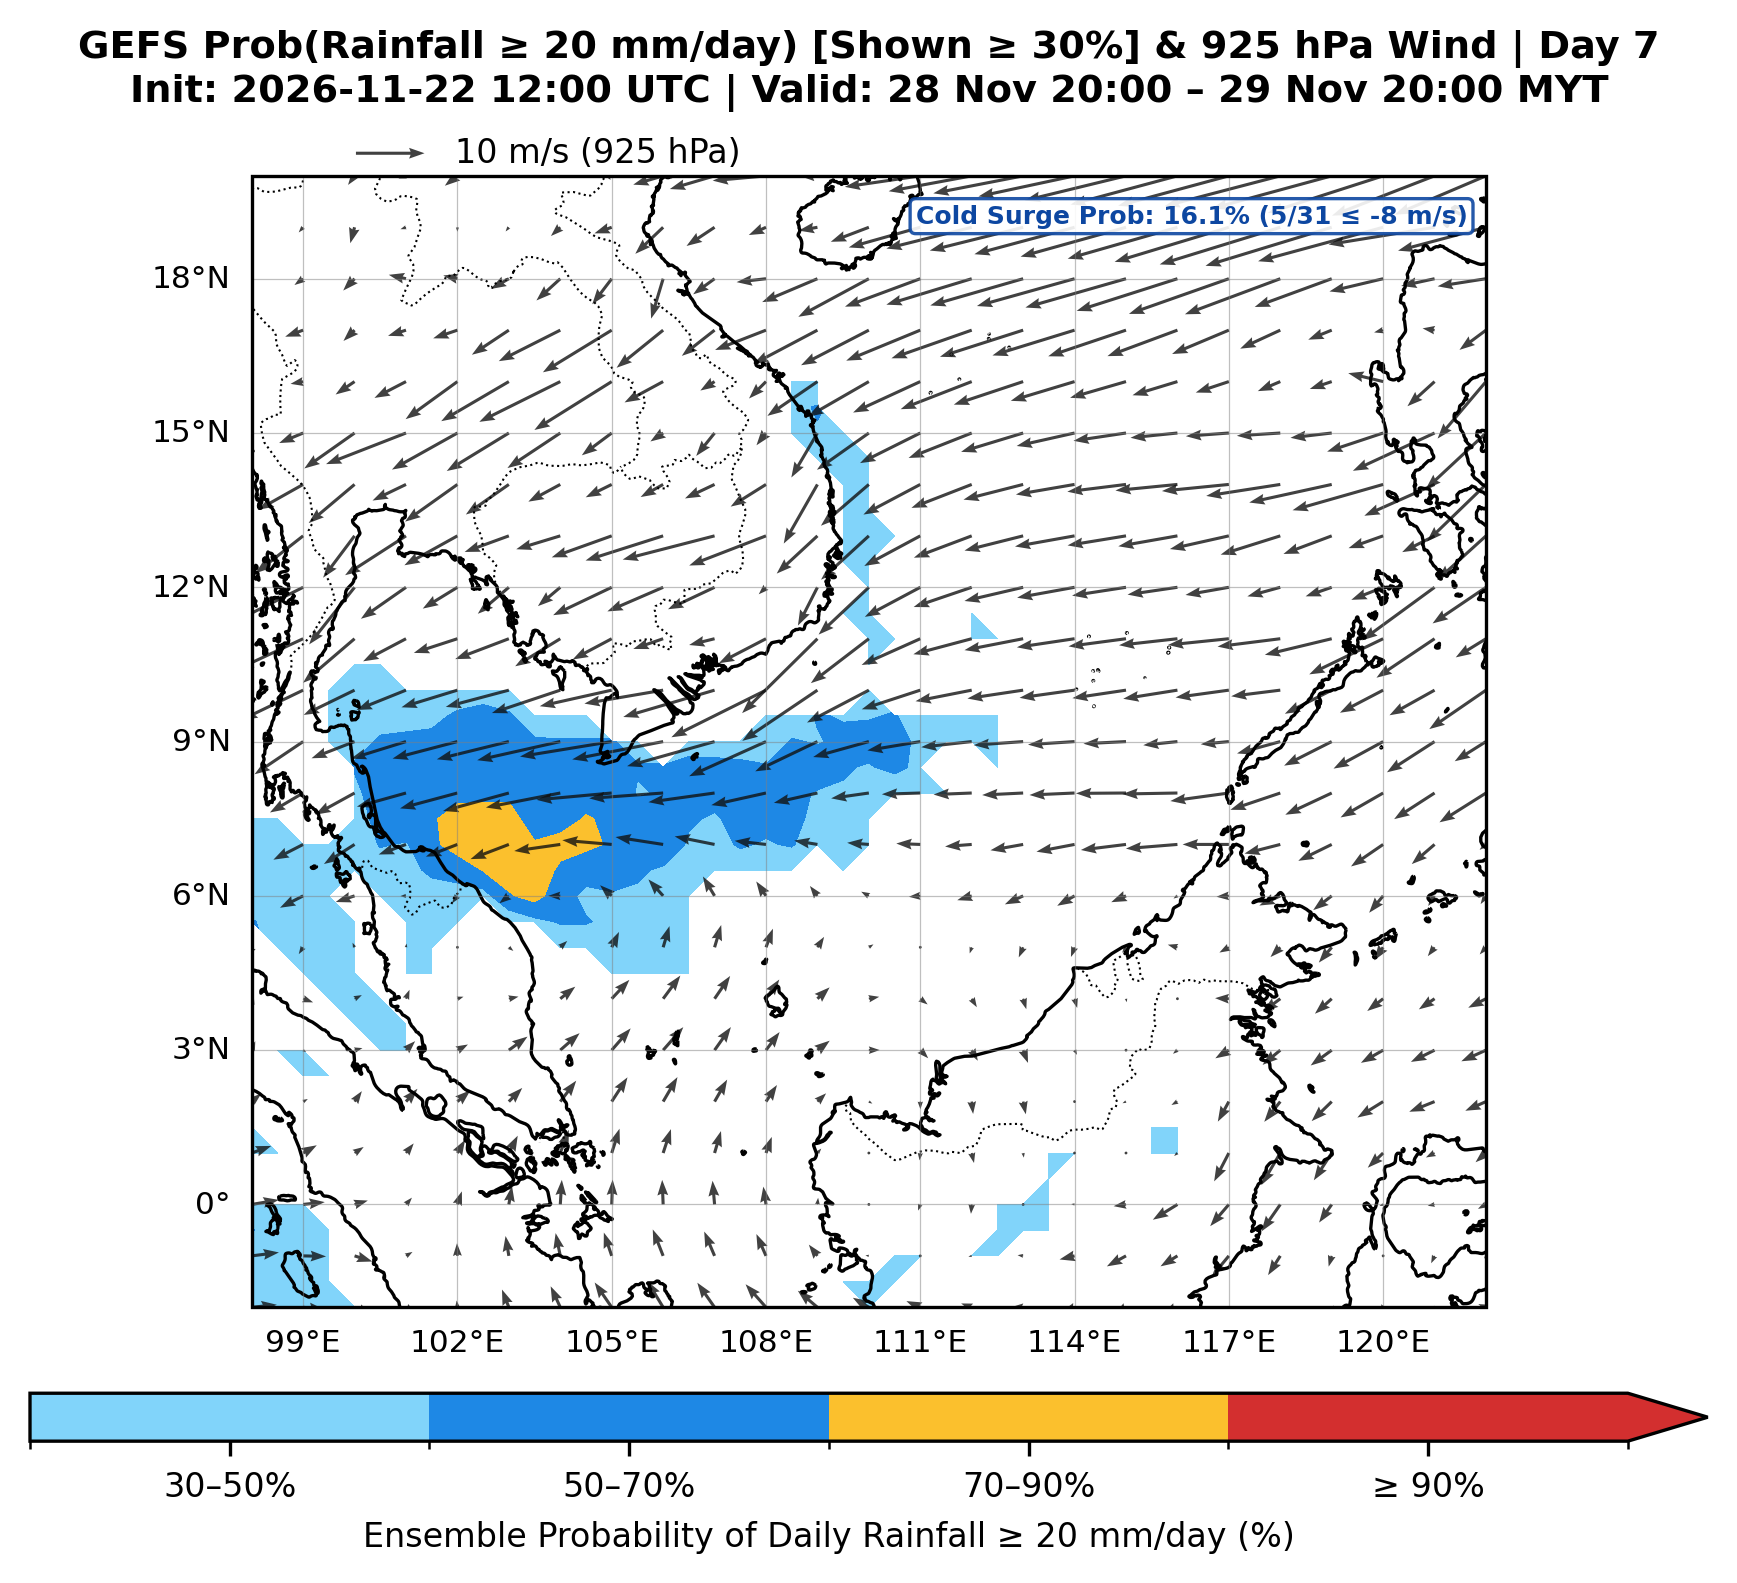 GEFS Prob(Rainfall ≥ 20 mm/day) [Shown ≥ 30%] & 925 hPa Wind | Day 7
Init: 2026-11-22 12:00 UTC | Valid: 28 Nov 20:00 – 29 Nov 20:00 MYT
10 m/s (925 hPa)
Cold Surge Prob: 16.1% (5/31 ≤ -8 m/s)
18°N
15°N
12°N
9°N
6°N
3°N
0°
99°E 102°E 105°E 108°E 111°E 114°E 117°E 120°E
30–50% 50–70% 70–90% ≥ 90%
Ensemble Probability of Daily Rainfall ≥ 20 mm/day (%)